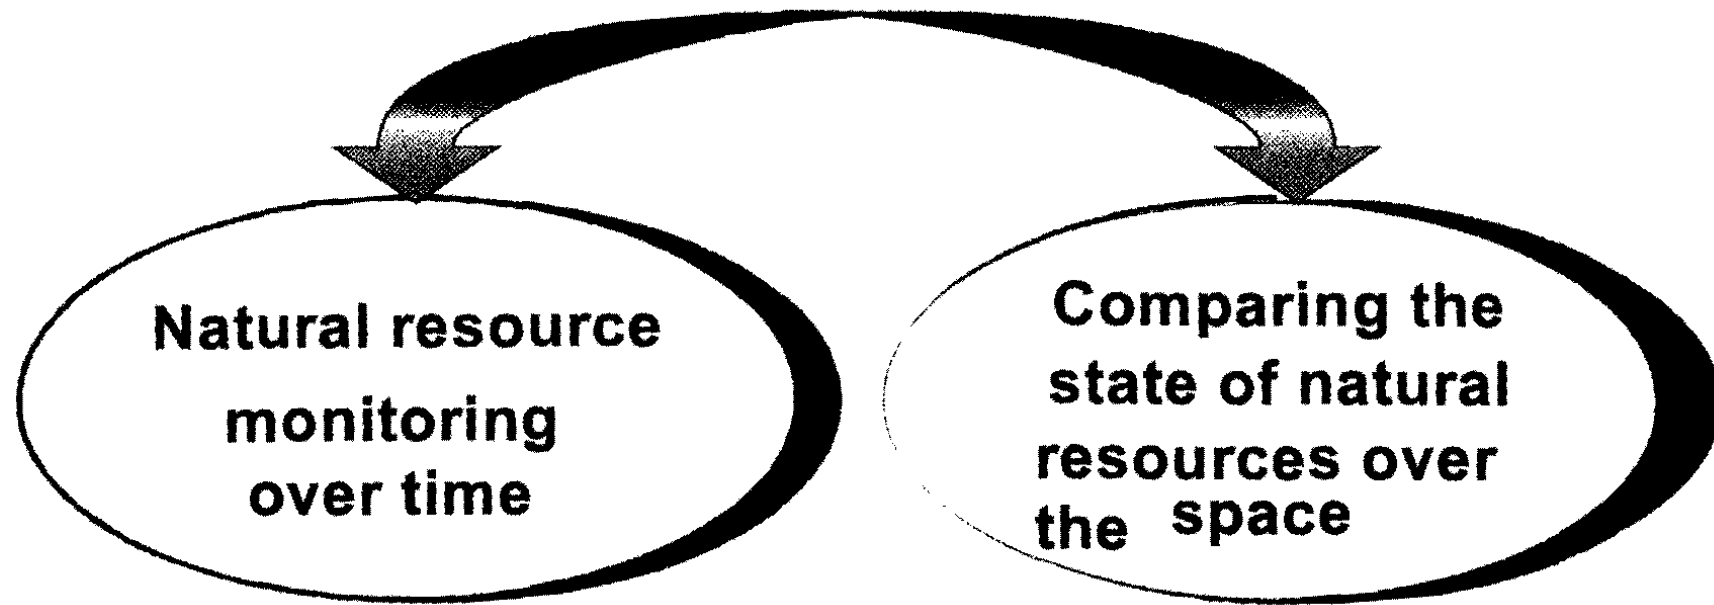 Natural resource
monitoring
over time
Comparing the
state of natural
resources over
the space